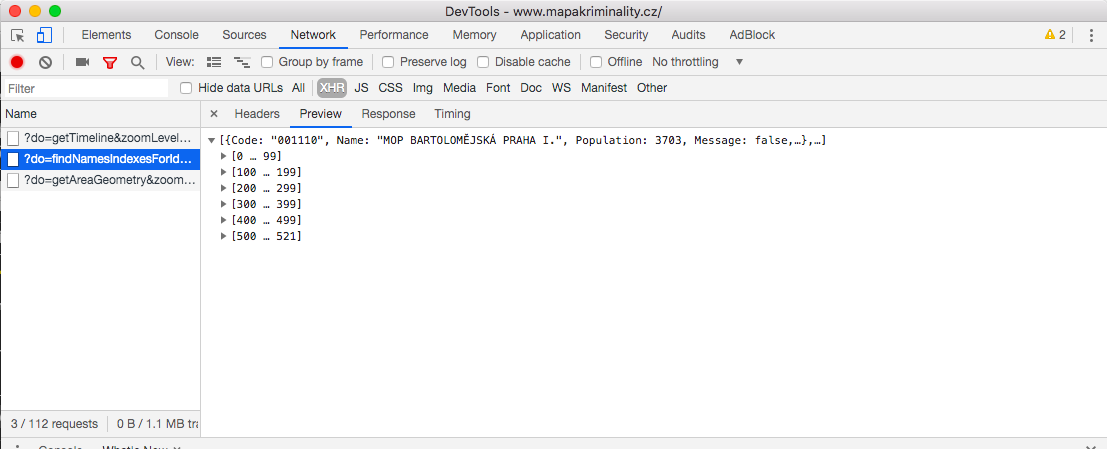 DevTools - www.mapakriminality.cz/
Elements Console Sources Network Performance Memory Application Security Audits AdBlock 2
View: Group by frame Preserve log Disable cache Offline No throttling
Filter Hide data URLs All XHR JS CSS Img Media Font Doc WS Manifest Other
Name Headers Preview Response Timing
?do=getTimeline&zoomLevel…
?do=findNamesIndexesForId…
?do=getAreaGeometry&zoom…
[{Code: "001110", Name: "MOP BARTOLOMĚJSKÁ PRAHA I.", Population: 3703, Message: false,…},…]
[0 … 99]
[100 … 199]
[200 … 299]
[300 … 399]
[400 … 499]
[500 … 521]
3 / 112 requests 0 B / 1.1 MB tra
Console What's New